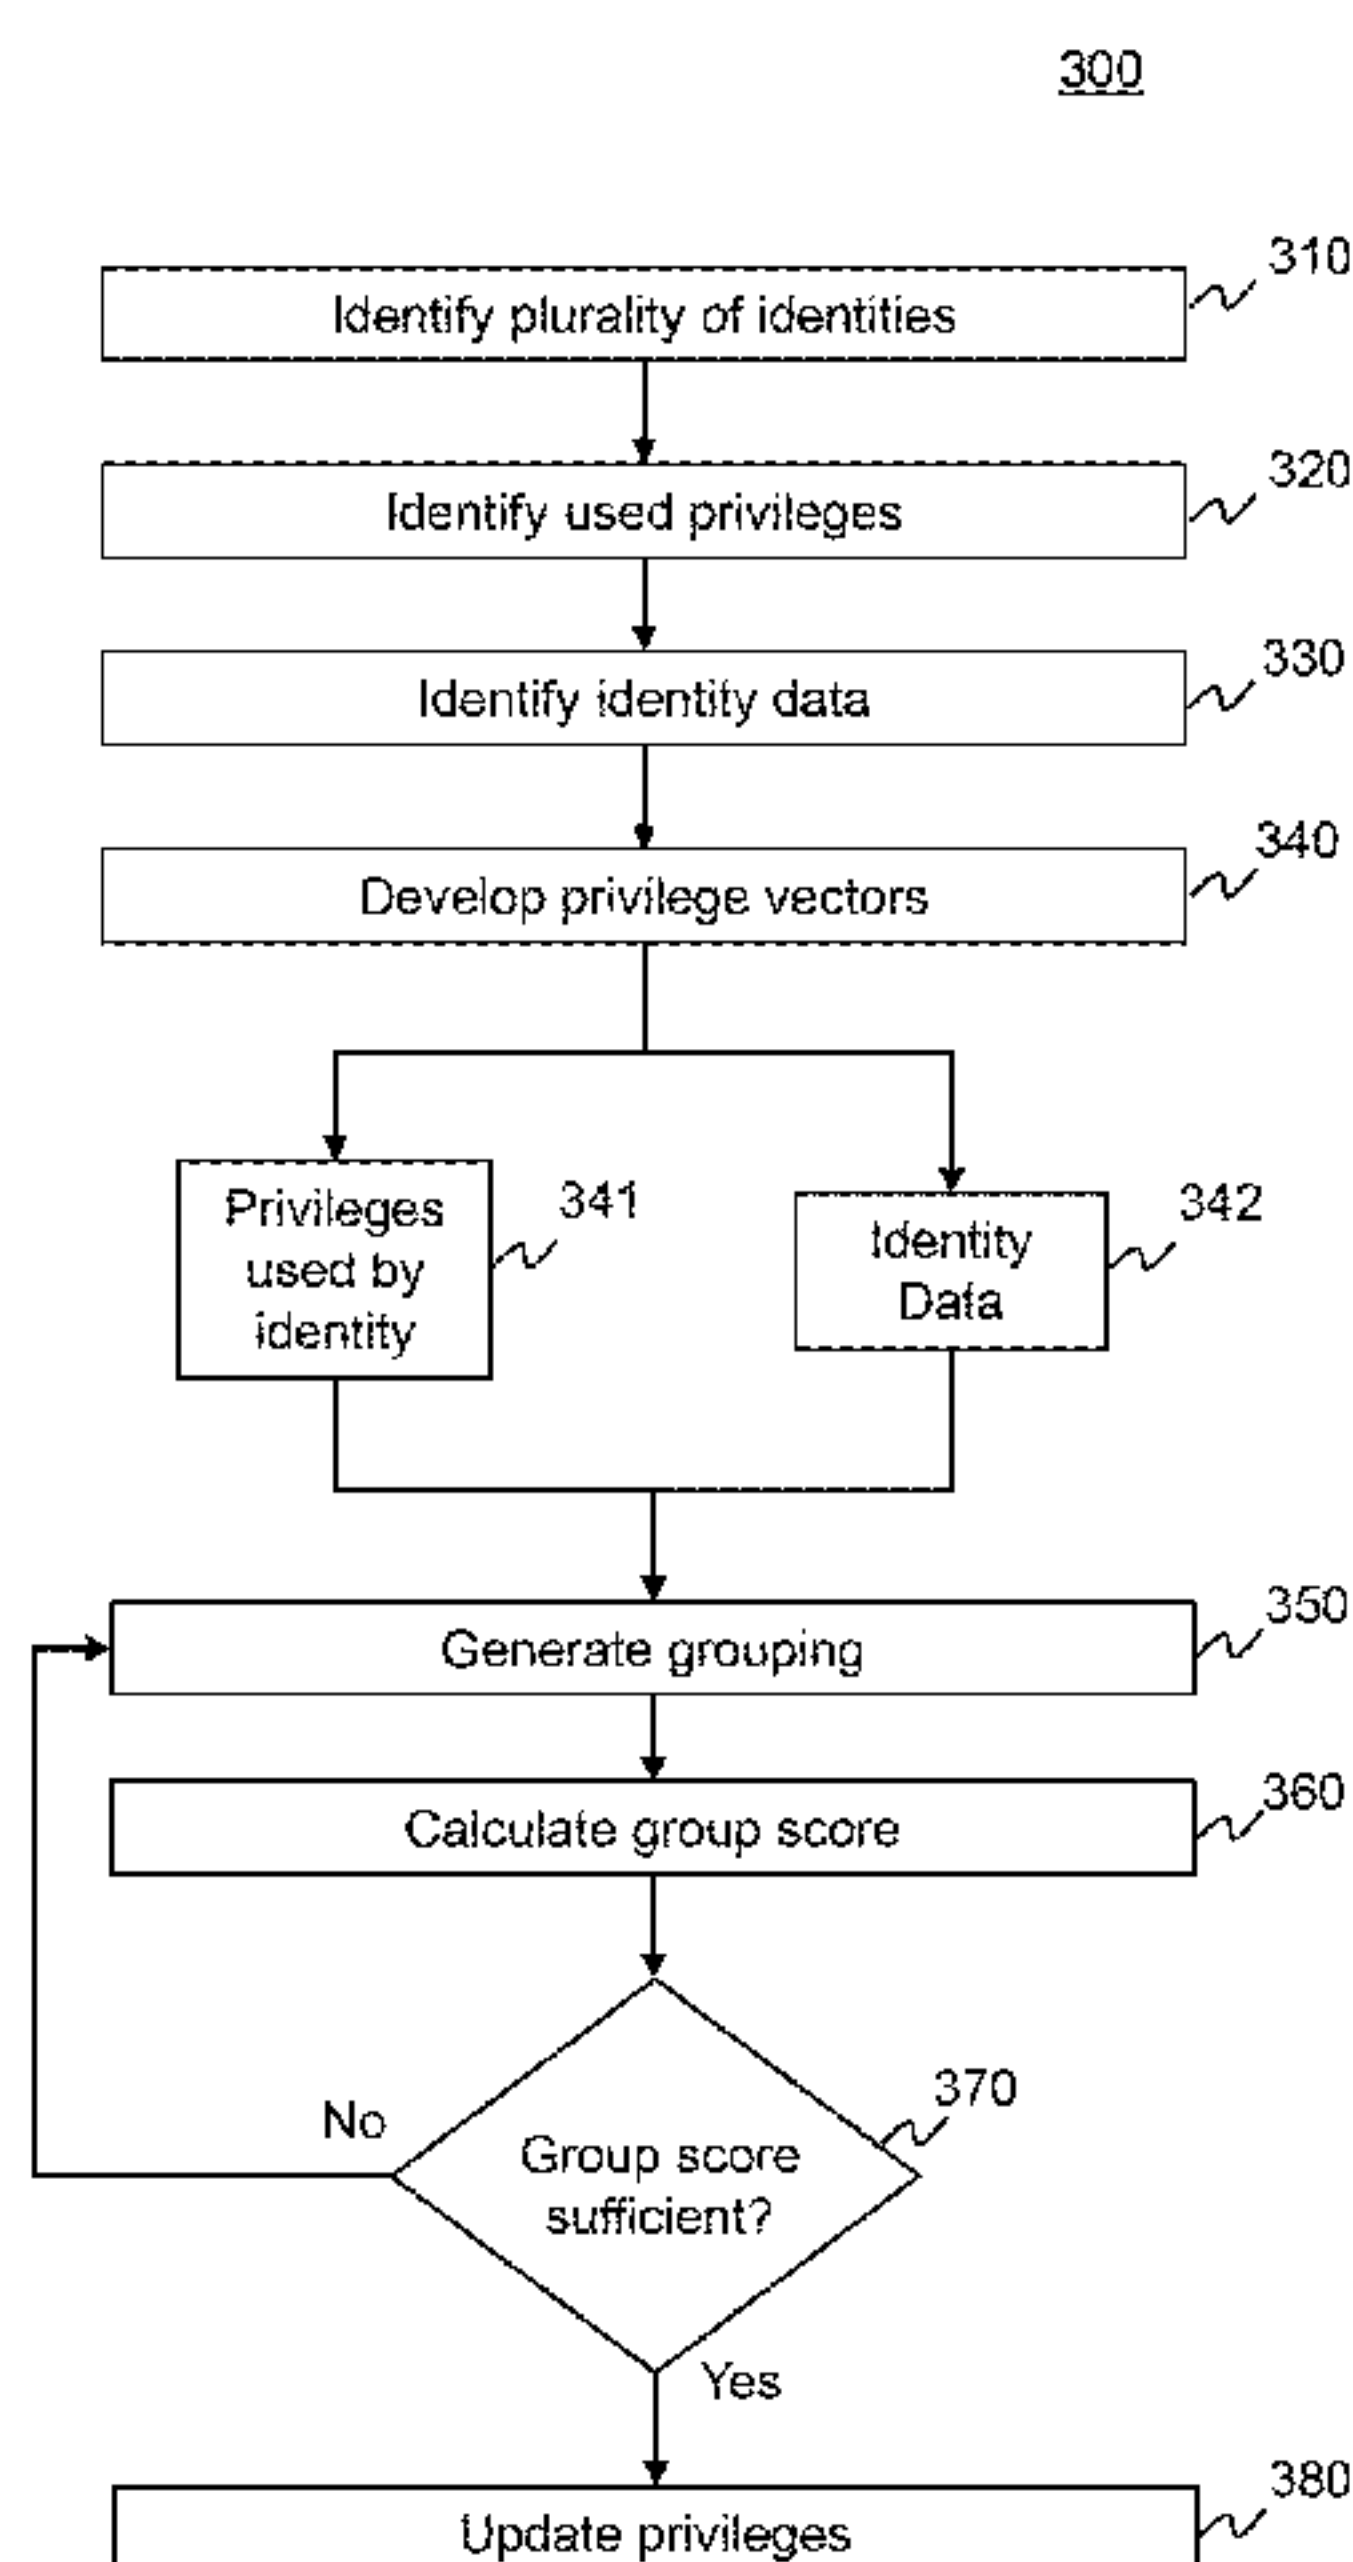 300
310
Identify plurality of identities
320
Identify used privileges
330
Identify identity data
340
Develop privilege vectors
341
Privileges
used by
identity
342
Identity
Data
350
Generate grouping
360
Calculate group score
370
No
Group score
sufficient?
Yes
380
Update privileges